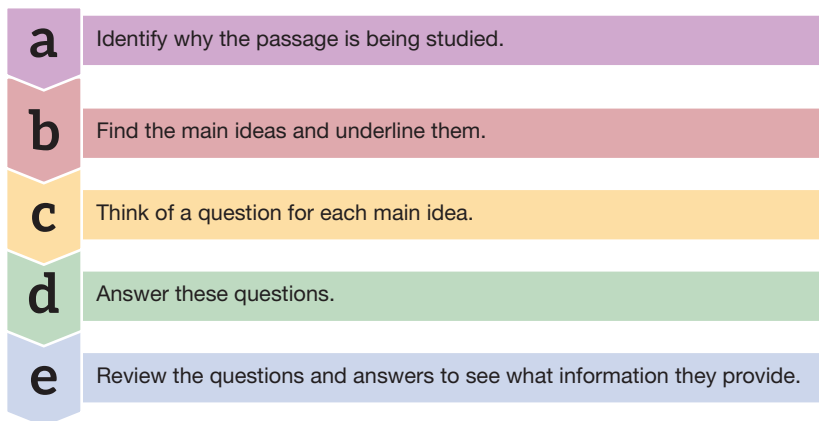 a Identify why the passage is being studied.
b Find the main ideas and underline them.
c Think of a question for each main idea.
d Answer these questions.
e Review the questions and answers to see what information they provide.